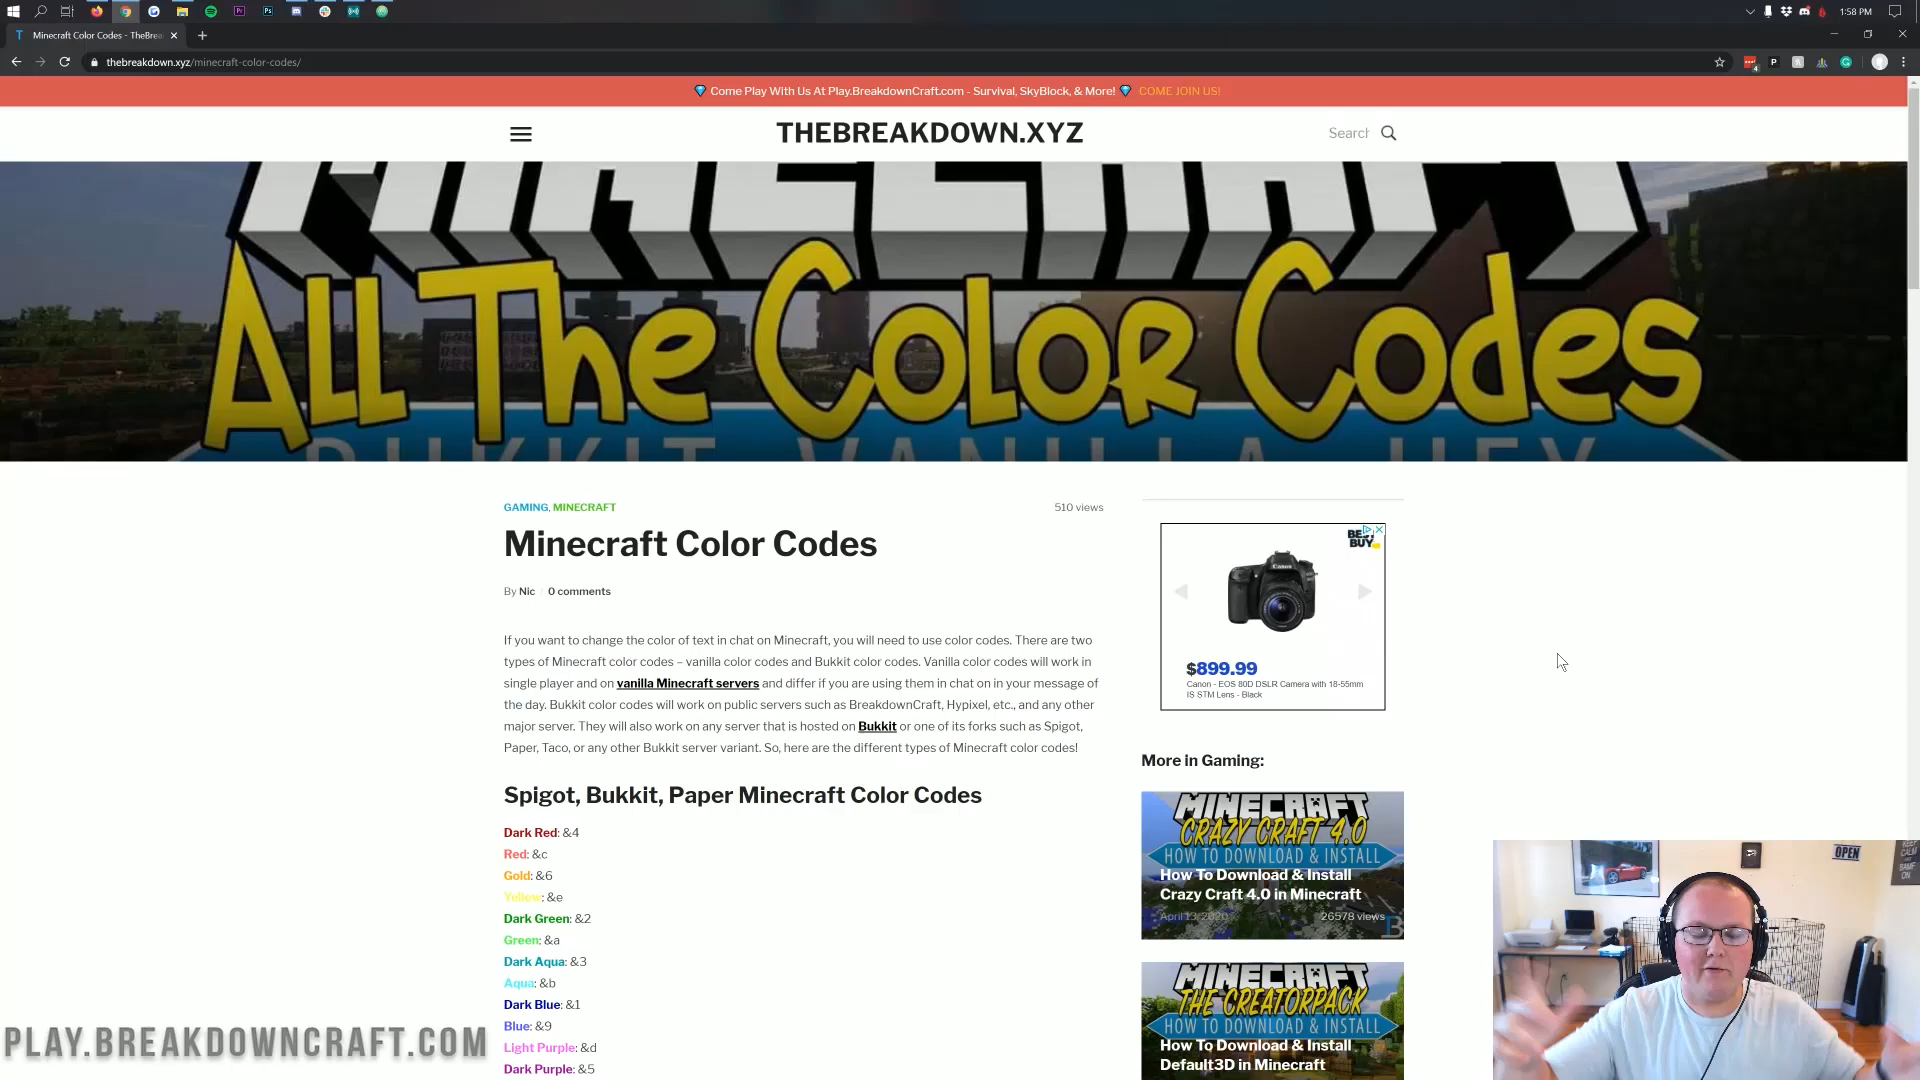 1:58 PM
Minecraft Color Codes - TheBrea
thebreakdown.xyz/minecraft-color-codes/
Come Play With Us At Play.BreakdownCraft.com - Survival, SkyBlock, & More! COME JOIN US!
THEBREAKDOWN.XYZ
Search
MINECRAFT
ALL THE COLOR CODES
BUKKIT VANILLA HEX
GAMING, MINECRAFT
510 views
Minecraft Color Codes
By Nic
0 comments
If you want to change the color of text in chat on Minecraft, you will need to use color codes. There are two
types of Minecraft color codes – vanilla color codes and Bukkit color codes. Vanilla color codes will work in
single player and on vanilla Minecraft servers and differ if you are using them in chat on in your message of
the day. Bukkit color codes will work on public servers such as BreakdownCraft, Hypixel, etc., and any other
major server. They will also work on any server that is hosted on Bukkit or one of its forks such as Spigot,
Paper, Taco, or any other Bukkit server variant. So, here are the different types of Minecraft color codes!
Spigot, Bukkit, Paper Minecraft Color Codes
Dark Red: &4
Red: &c
Gold: &6
Yellow: &e
Dark Green: &2
Green: &a
Dark Aqua: &3
Aqua: &b
Dark Blue: &1
Blue: &9
Light Purple: &d
Dark Purple: &5
BEST
BUY
Canon
$899.99
Canon - EOS 80D DSLR Camera with 18-55mm
IS STM Lens - Black
More in Gaming:
MINECRAFT
CRAZY CRAFT 4.0
HOW TO DOWNLOAD & INSTALL
How To Download & Install
Crazy Craft 4.0 in Minecraft
April 13, 2020
26578 views
MINECRAFT
THE CREATORPACK
HOW TO DOWNLOAD & INSTALL
How To Download & Install
Default3D in Minecraft
OPEN
PLAY.BREAKDOWNCRAFT.COM